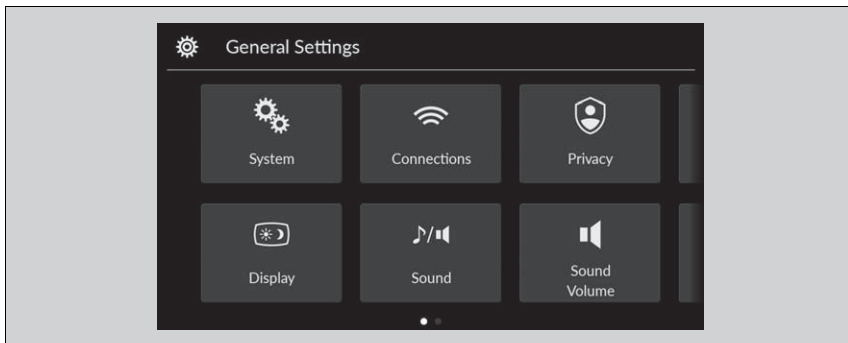 General Settings
System
Connections
Privacy
Display
Sound
Sound
Volume